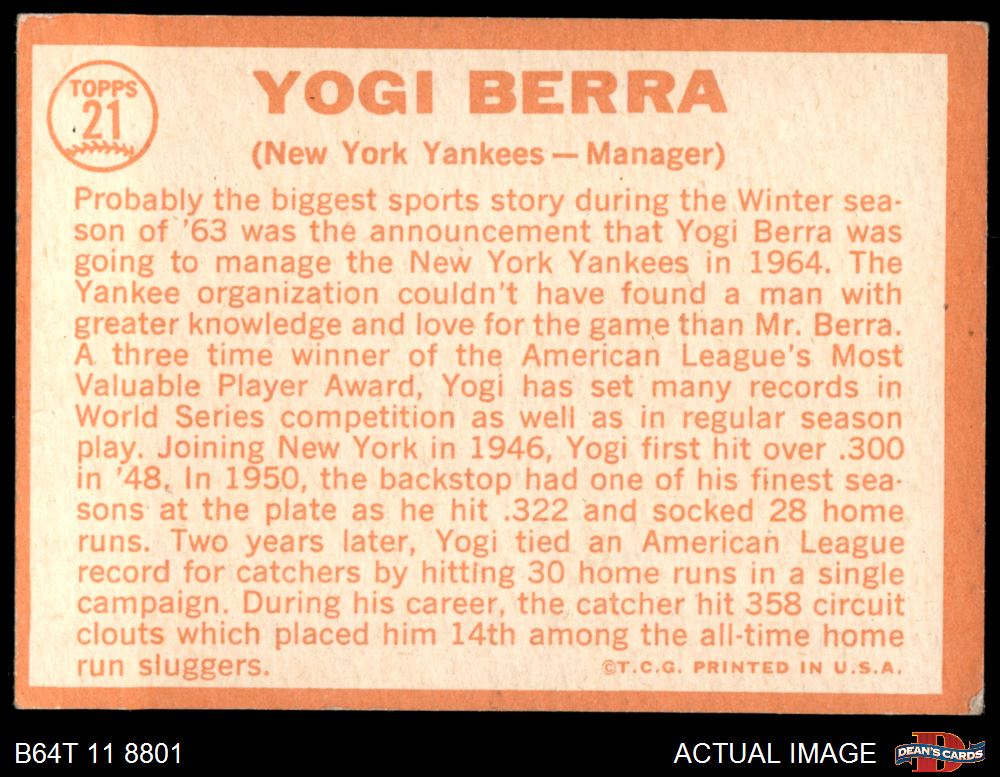 TOPPS
21
YOGI BERRA
(New York Yankees — Manager)
Probably the biggest sports story during the Winter sea-
son of '63 was the announcement that Yogi Berra was
going to manage the New York Yankees in 1964. The
Yankee organization couldn't have found a man with
greater knowledge and love for the game than Mr. Berra.
A three time winner of the American League's Most
Valuable Player Award, Yogi has set many records in
World Series competition as well as in regular season
play. Joining New York in 1946, Yogi first hit over .300
in '48. In 1950, the backstop had one of his finest sea-
sons at the plate as he hit .322 and socked 28 home
runs. Two years later, Yogi tied an American League
record for catchers by hitting 30 home runs in a single
campaign. During his career, the catcher hit 358 circuit
clouts which placed him 14th among the all-time home
run sluggers.
©T.C.G. PRINTED IN U.S.A.
B64T 11 8801
ACTUAL IMAGE
D
DEAN'S CARDS